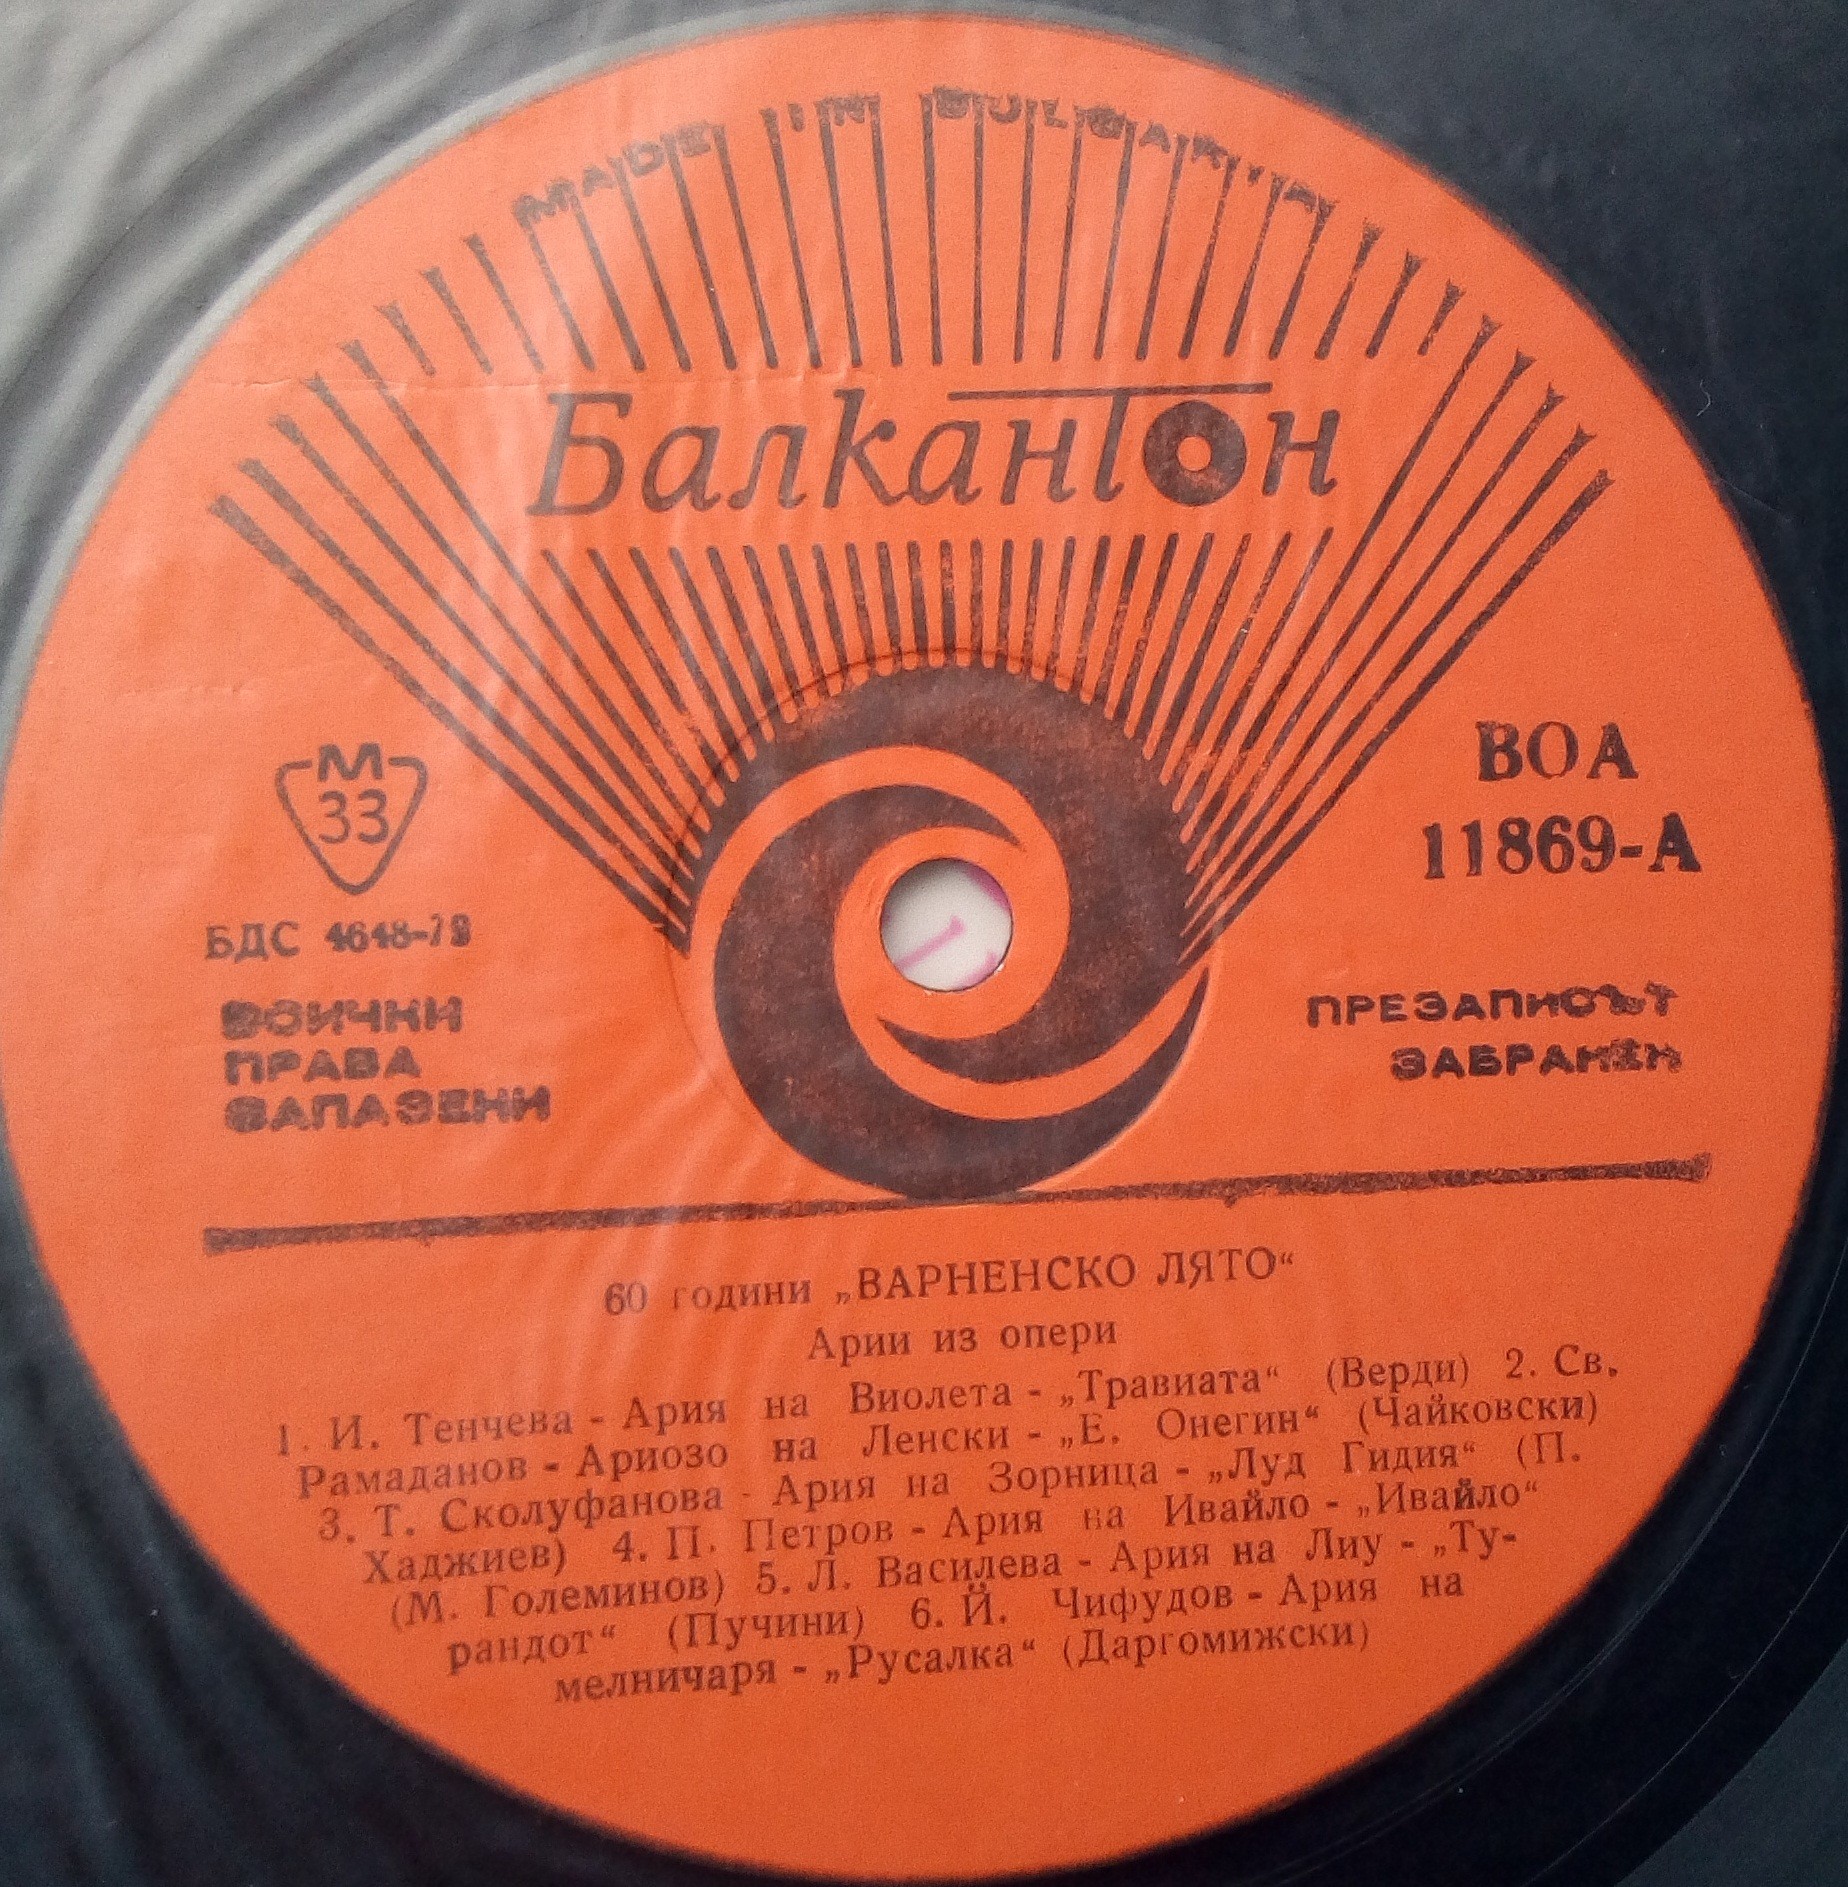 MADE IN BULGARIA
Балкантон
М
33
БДС 4648-78
ВСИЧКИ
ПРАВА
ЗАПАЗЕНИ
ВОА
11869-А
ПРЕЗАПИСЪТ
ЗАБРАНЕН
60 години „ВАРНЕНСКО ЛЯТО“
Арии из опери
1. И. Тенчева - Ария на Виолета - „Травиата“ (Верди) 2. Св.
Рамаданов - Ариозо на Ленски - „Е. Онегин“ (Чайковски)
3. Т. Сколуфанова - Ария на Зорница - „Луд Гидия“ (П.
Хаджиев) 4. П. Петров - Ария на Ивайло - „Ивайло“
(М. Големинов) 5. Л. Василева - Ария на Лиу - „Ту-
рандот“ (Пучини) 6. Й. Чифудов - Ария на
мелничаря - „Русалка“ (Даргомижски)